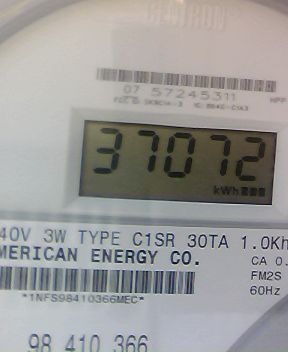 CENTRON
07 57245311
37072
kWh
40V 3W TYPE C1SR 30TA 1.0Kh
MERICAN ENERGY CO.
CA 0.
FM2S
60Hz
*1NFS98410366MEC*
98 410 366